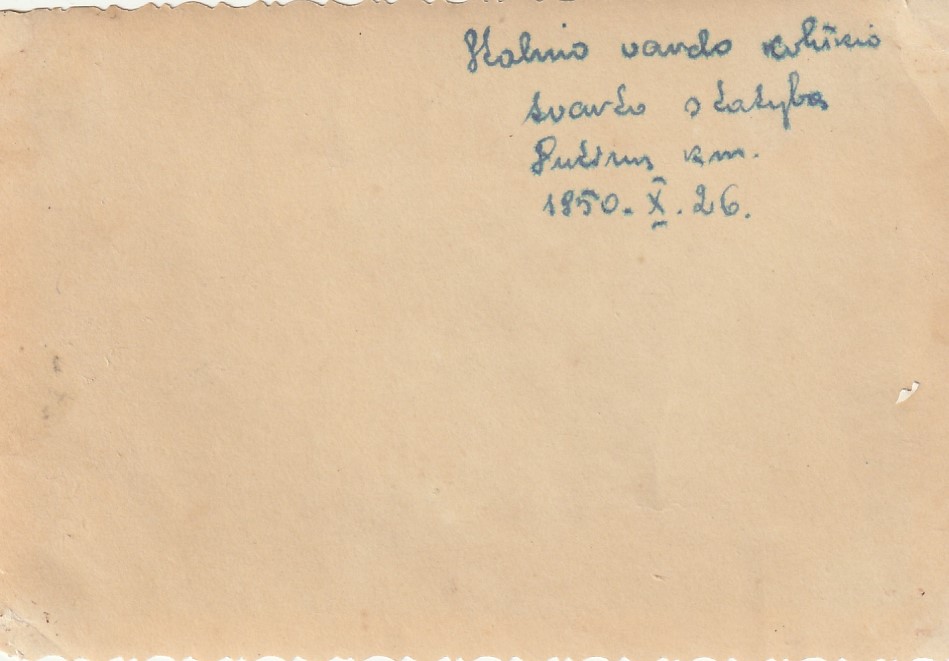 Stalino vardo kolūkio
tvarto statyba
km.
1950. X. 26.